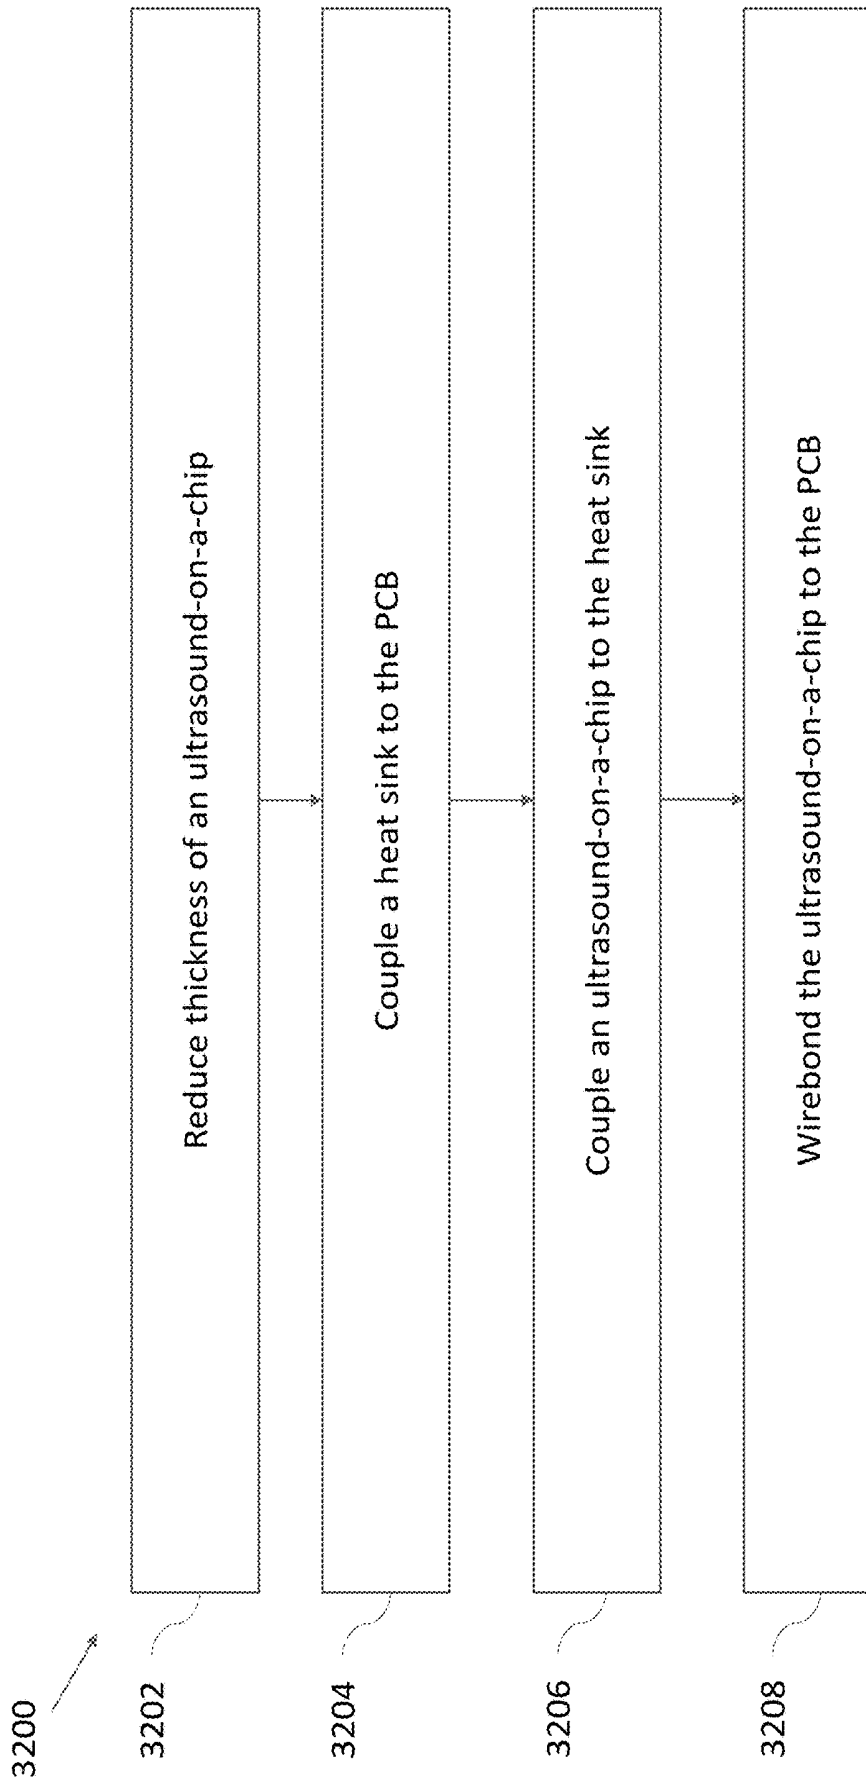 3200
3202
Reduce thickness of an ultrasound-on-a-chip
3204
Couple a heat sink to the PCB
3206
Couple an ultrasound-on-a-chip to the heat sink
3208
Wirebond the ultrasound-on-a-chip to the PCB